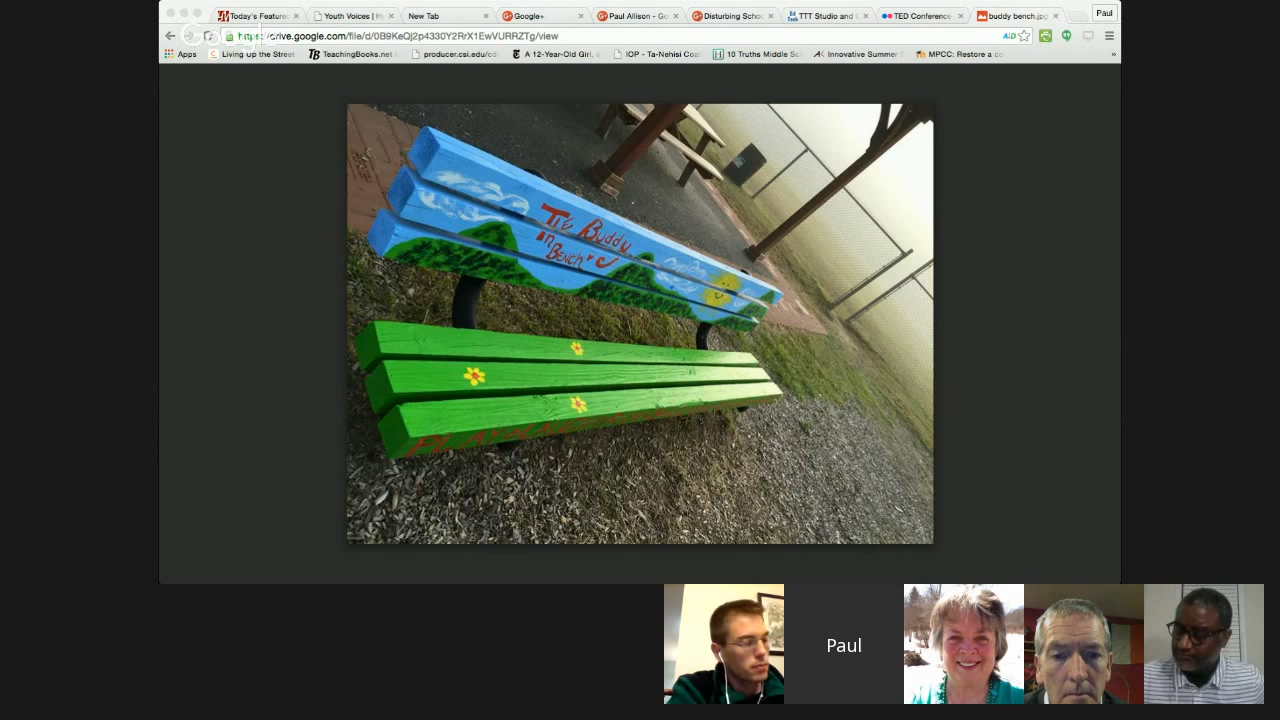 Today's Featured
Youth Voices | H
New Tab
Google+
Paul Allison - Go
Disturbing Schoo
TTT Studio and
TED Conference
buddy bench.jpg
Paul
https://drive.google.com/file/d/0B9KeQj2p4330Y2RrX1EwVURRZTg/view
Apps
Living Up the Street
TeachingBooks.net
producer.csi.edu/cd
A 12-Year-Old Girl, a
IOP - Ta-Nehisi Coa
10 Truths Middle Sc
Innovative Summer
MPCC: Restore a co
»
Google
Buddy
Bench
Paul